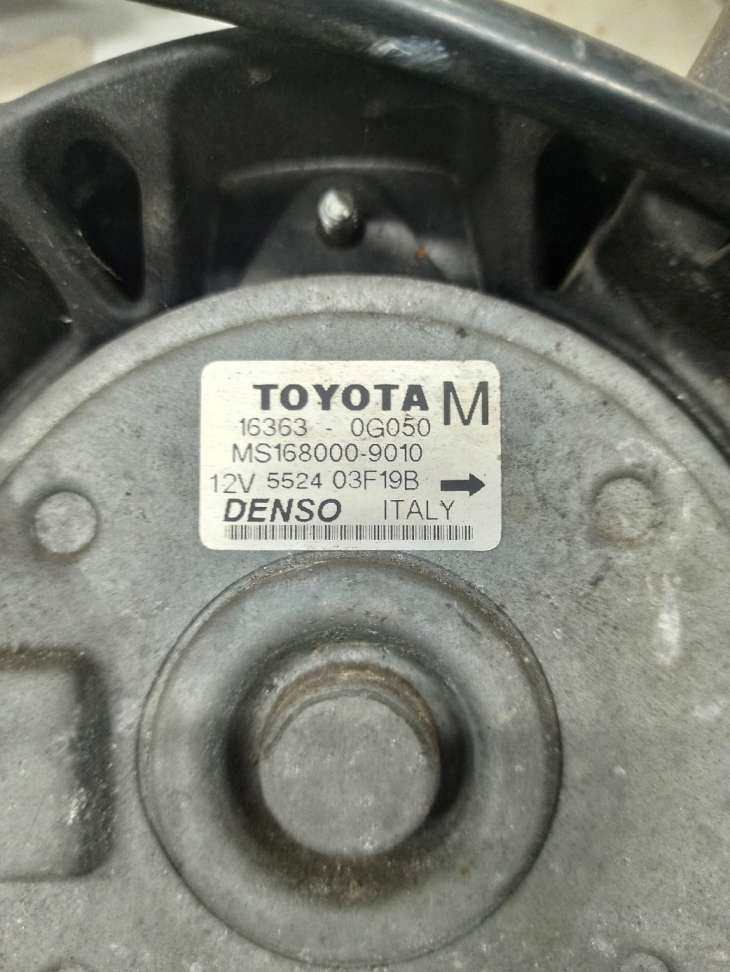 TOYOTA M
16363 - 0G050
MS168000-9010
12V 5524 03F19B
DENSO ITALY